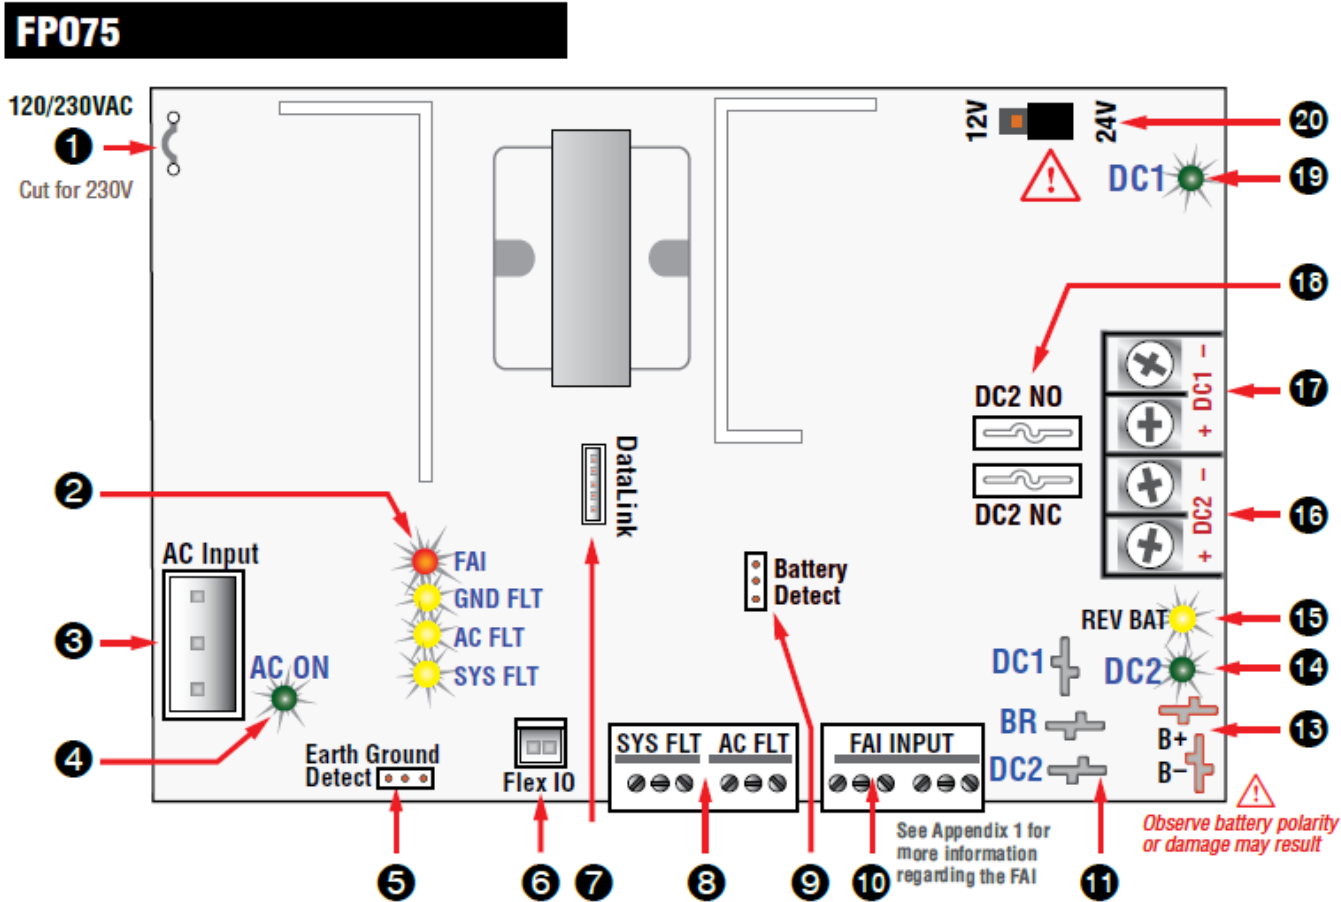 FP075
120/230VAC
1
Cut for 230V
12V
24V
20
DC1
19
18
DC2 NO
DC2 NC
− DC1 +
17
− DC2 +
16
DataLink
2
FAI
GND FLT
AC FLT
SYS FLT
AC Input
3
AC ON
4
Battery
Detect
REV BAT
15
DC1
DC2
14
BR
B+
13
DC2
B−
Earth Ground
Detect
Flex IO
SYS FLT
AC FLT
FAI INPUT
Observe battery polarity
or damage may result
See Appendix 1 for
more information
regarding the FAI
5
6
7
8
9
10
11